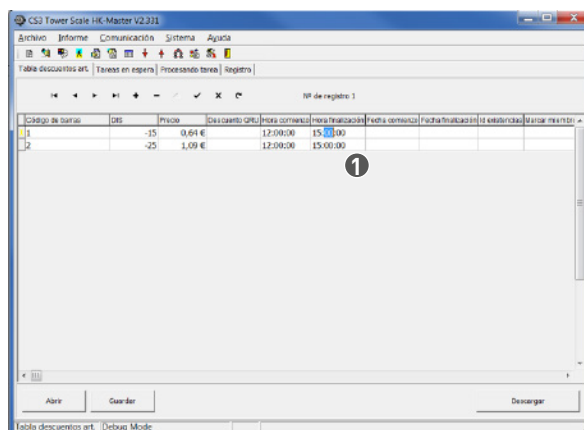 CS3 Tower Scale HK-Master V2.331
Archivo Informe Comunicación Sistema Ayuda
Tabla descuentos art. Tareas en espera Procesando tarea Registro
Nº de registro 1
Código de barras DTS Precio Descuento QRU Hora comienzo Hora finalización Fecha comienzo Fecha finalización Id existencias Marcar miembr
1 -15 0,64 € 12:00:00 15:00:00
2 -25 1,09 € 12:00:00 15:00:00
1
Abrir Guardar Descargar
Tabla descuentos art. Debug Mode